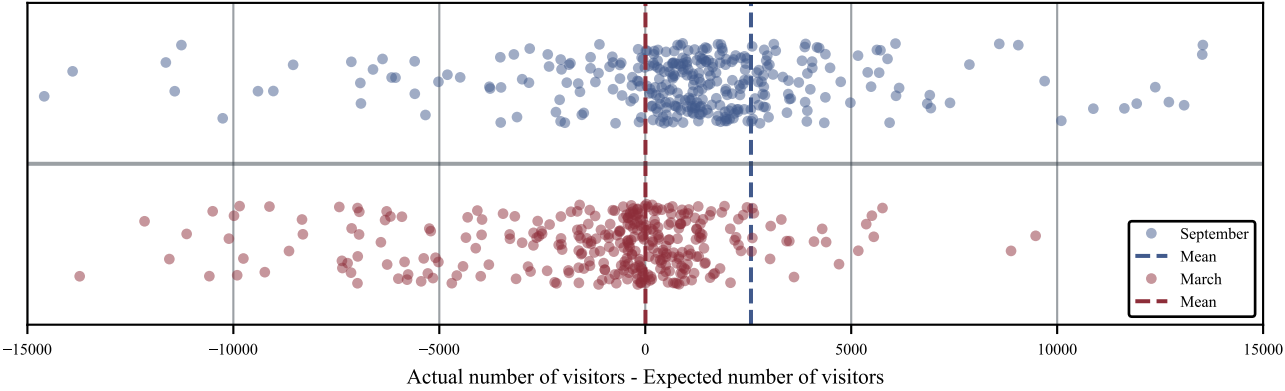 September
Mean
March
Mean
−15000 −10000 −5000 0 5000 10000 15000
Actual number of visitors - Expected number of visitors